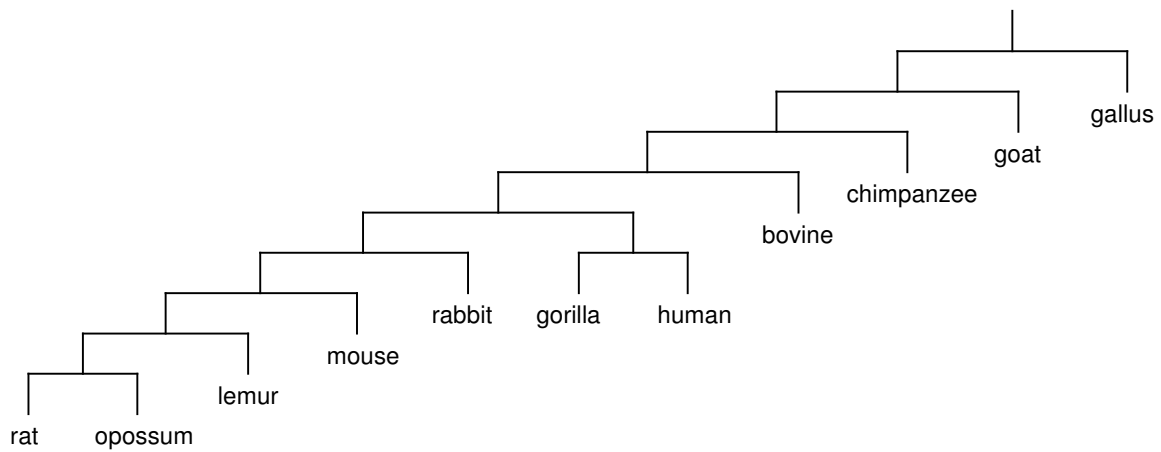 gallus
goat
chimpanzee
bovine
rabbit gorilla human
mouse
lemur
rat opossum